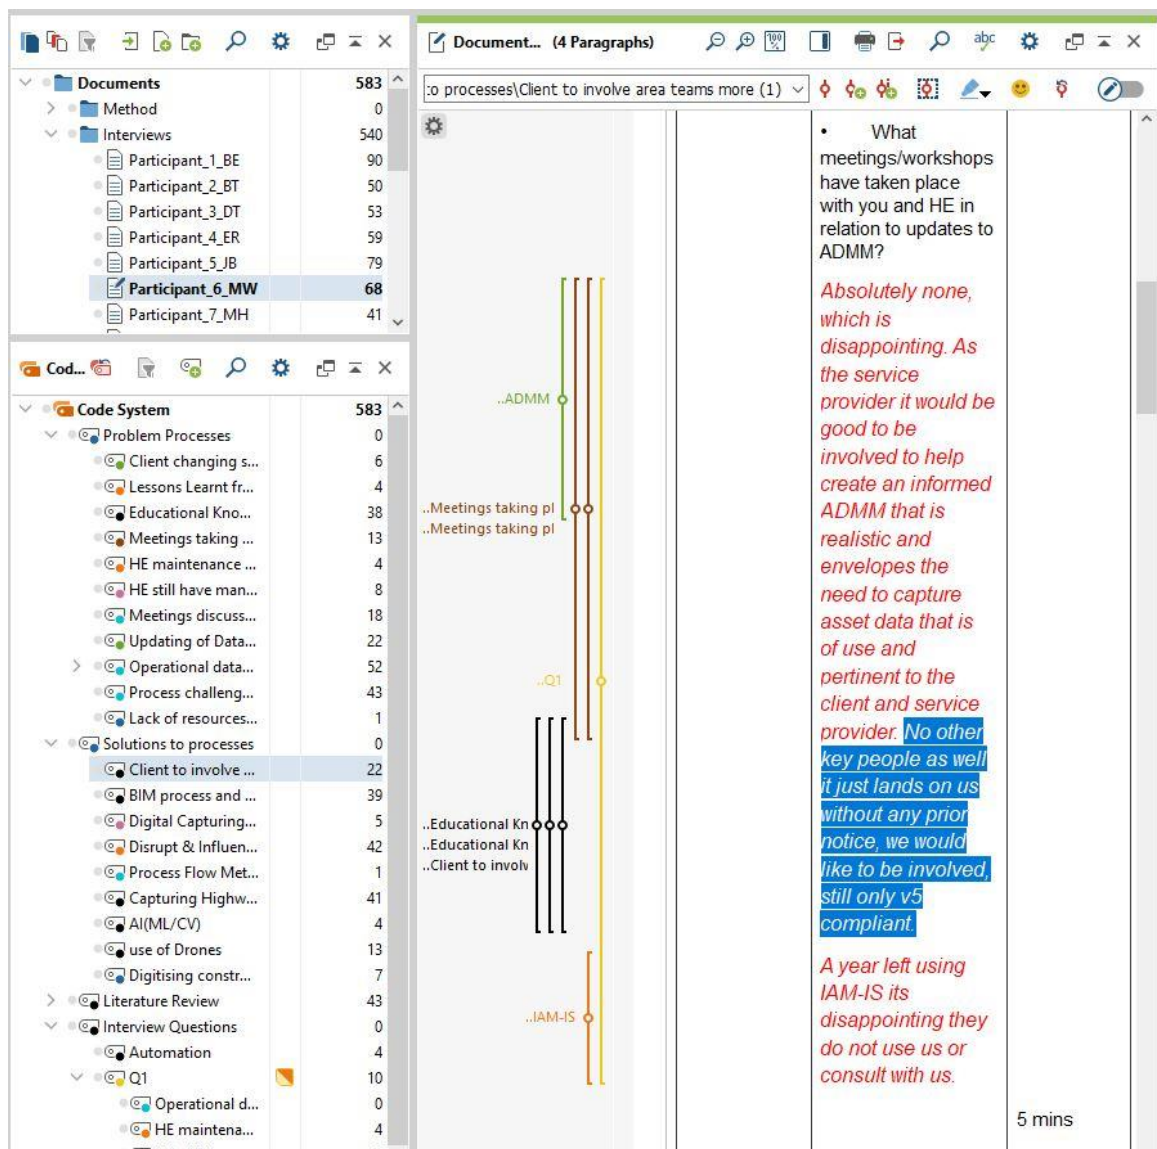 Documents 583
Method 0
Interviews 540
Participant_1_BE 90
Participant_2_BT 50
Participant_3_DT 53
Participant_4_ER 59
Participant_5_JB 79
Participant_6_MW 68
Participant_7_MH 41
Cod...
Code System 583
Problem Processes 0
Client changing s... 6
Lessons Learnt fr... 4
Educational Kno... 38
Meetings taking ... 13
HE maintenance ... 4
HE still have man... 8
Meetings discuss... 18
Updating of Data... 22
Operational data... 52
Process challeng... 43
Lack of resources... 1
Solutions to processes 0
Client to involve ... 22
BIM process and ... 39
Digital Capturing... 5
Disrupt & Influen... 42
Process Flow Met... 1
Capturing Highw... 41
AI(ML/CV) 4
use of Drones 13
Digitising constr... 7
Literature Review 43
Interview Questions 0
Automation 4
Q1 10
Operational d... 0
HE maintena... 4
Document... (4 Paragraphs)
100 %
abc
:o processes\Client to involve area teams more (1)
..ADMM
..Meetings taking pl
..Meetings taking pl
..Q1
..Educational Kn
..Educational Kn
..Client to involv
..IAM-IS
• What
meetings/workshops
have taken place
with you and HE in
relation to updates to
ADMM?
Absolutely none,
which is
disappointing. As
the service
provider it would be
good to be
involved to help
create an informed
ADMM that is
realistic and
envelopes the
need to capture
asset data that is
of use and
pertinent to the
client and service
provider. No other
key people as well
it just lands on us
without any prior
notice, we would
like to be involved,
still only v5
compliant.
A year left using
IAM-IS its
disappointing they
do not use us or
consult with us.
5 mins